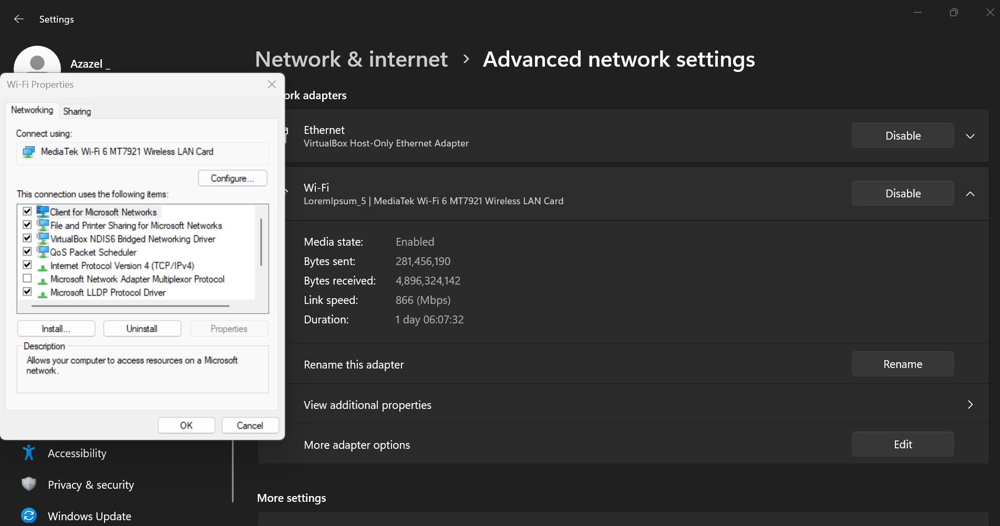 Settings
Azazel _
Network & internet > Advanced network settings
Wi-Fi Properties
Networking
Sharing
Connect using:
MediaTek Wi-Fi 6 MT7921 Wireless LAN Card
Configure...
This connection uses the following items:
Client for Microsoft Networks
File and Printer Sharing for Microsoft Networks
VirtualBox NDIS6 Bridged Networking Driver
QoS Packet Scheduler
Internet Protocol Version 4 (TCP/IPv4)
Microsoft Network Adapter Multiplexor Protocol
Microsoft LLDP Protocol Driver
Install...
Uninstall
Properties
Description
Allows your computer to access resources on a Microsoft
network.
OK
Cancel
Accessibility
Privacy & security
Windows Update
ork adapters
Ethernet
VirtualBox Host-Only Ethernet Adapter
Disable
Wi-Fi
LoremIpsum_5 | MediaTek Wi-Fi 6 MT7921 Wireless LAN Card
Disable
Media state: Enabled
Bytes sent: 281,456,190
Bytes received: 4,896,324,142
Link speed: 866 (Mbps)
Duration: 1 day 06:07:32
Rename this adapter
Rename
View additional properties
More adapter options
Edit
More settings